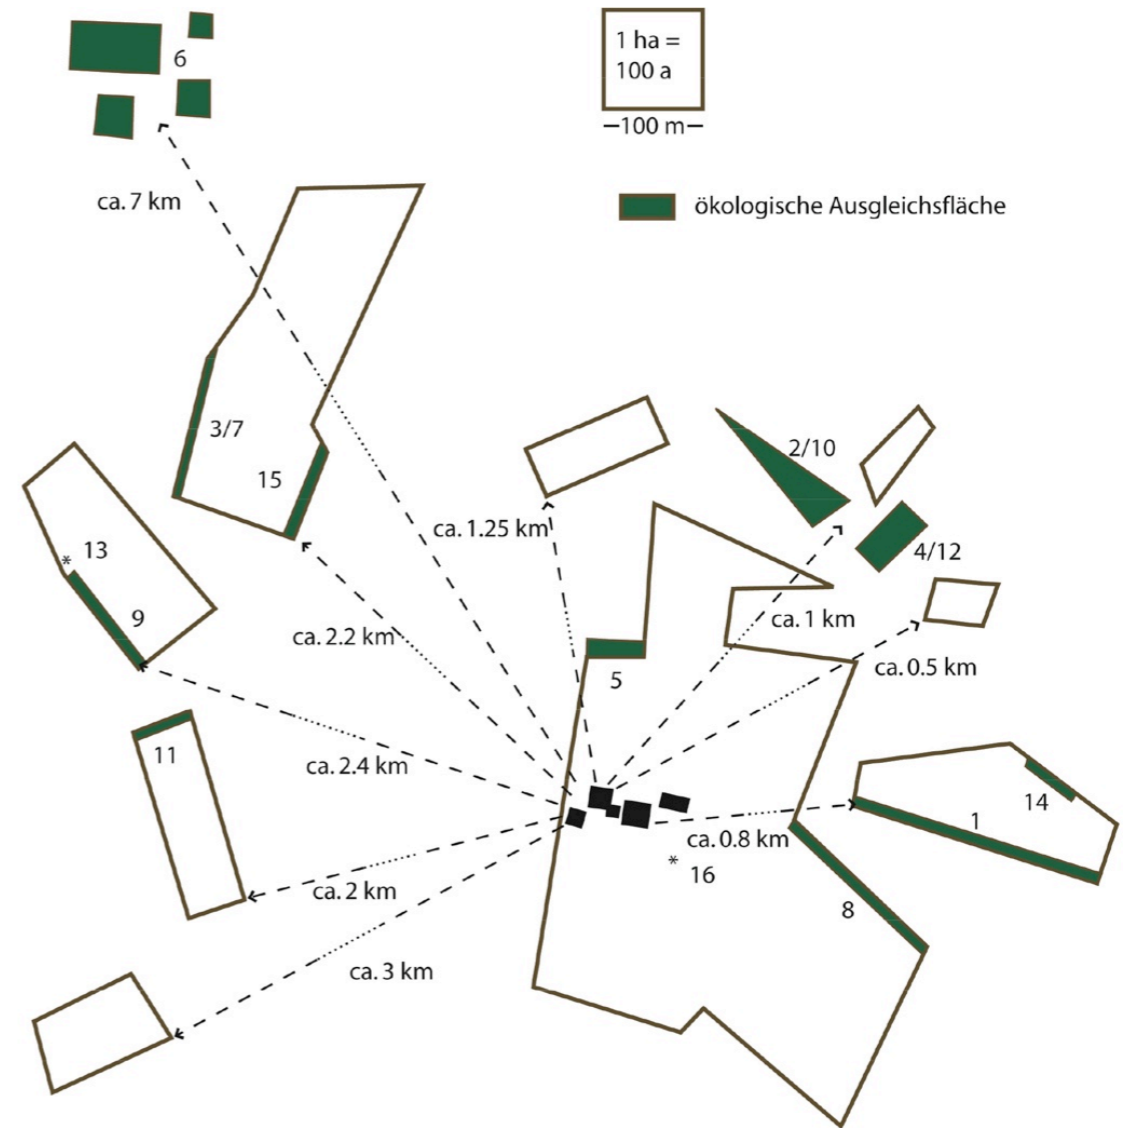 6
1 ha =
100 a
100 m
ca. 7 km
ökologische Ausgleichsfläche
3/7
15
2/10
13
*
ca. 1.25 km
4/12
9
ca. 2.2 km
ca. 1 km
ca. 0.5 km
5
11
ca. 2.4 km
14
1
ca. 0.8 km
* 16
ca. 2 km
8
ca. 3 km